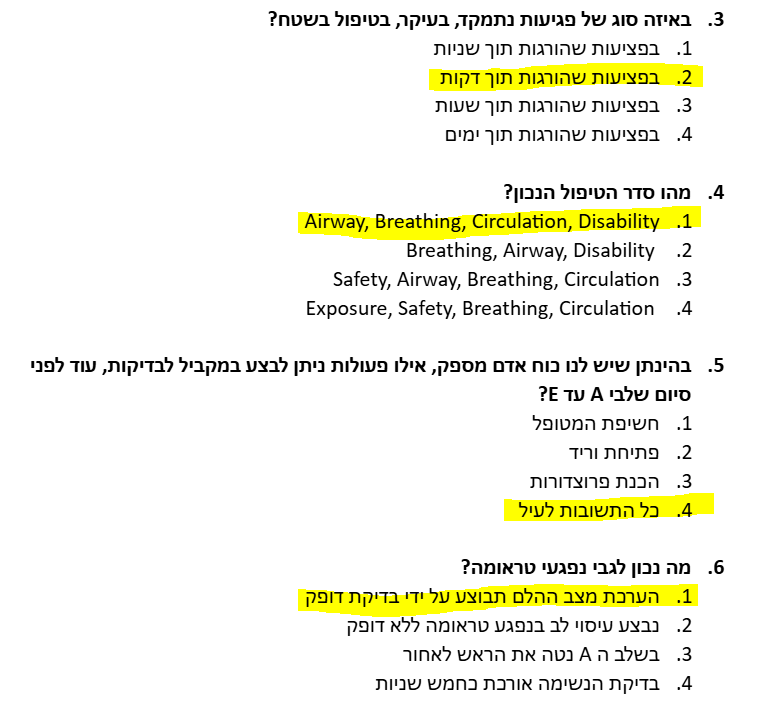 3. באיזה סוג של פגיעות נתמקד, בעיקר, בטיפול בשטח?
1. בפציעות שהורגות תוך שניות
2. בפציעות שהורגות תוך דקות
3. בפציעות שהורגות תוך שעות
4. בפציעות שהורגות תוך ימים
4. מהו סדר הטיפול הנכון?
1. Airway, Breathing, Circulation, Disability
2. Breathing, Airway, Disability
3. Safety, Airway, Breathing, Circulation
4. Exposure, Safety, Breathing, Circulation
5. בהינתן שיש לנו כוח אדם מספק, אילו פעולות ניתן לבצע במקביל לבדיקות, עוד לפני
סיום שלבי A עד E?
1. חשיפת המטופל
2. פתיחת וריד
3. הכנת פרוצדורות
4. כל התשובות לעיל
6. מה נכון לגבי נפגעי טראומה?
1. הערכת מצב ההלם תבוצע על ידי בדיקת דופק
2. נבצע עיסוי לב בנפגע טראומה ללא דופק
3. בשלב ה A נטה את הראש לאחור
4. בדיקת הנשימה אורכת כחמש שניות